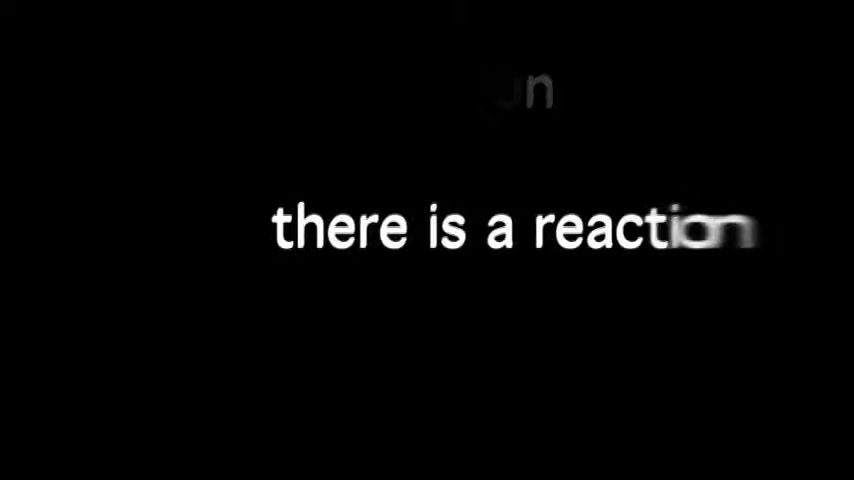 there is a reaction